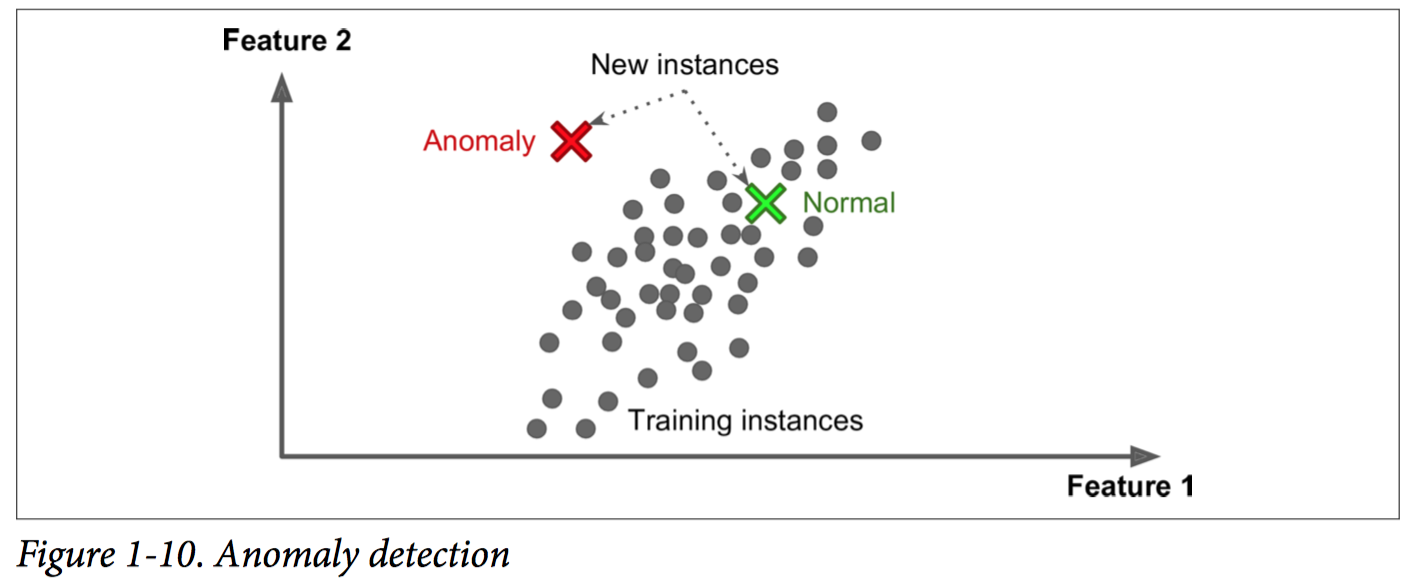 Feature 2
New instances
Anomaly
Normal
Training instances
Feature 1
Figure 1-10. Anomaly detection